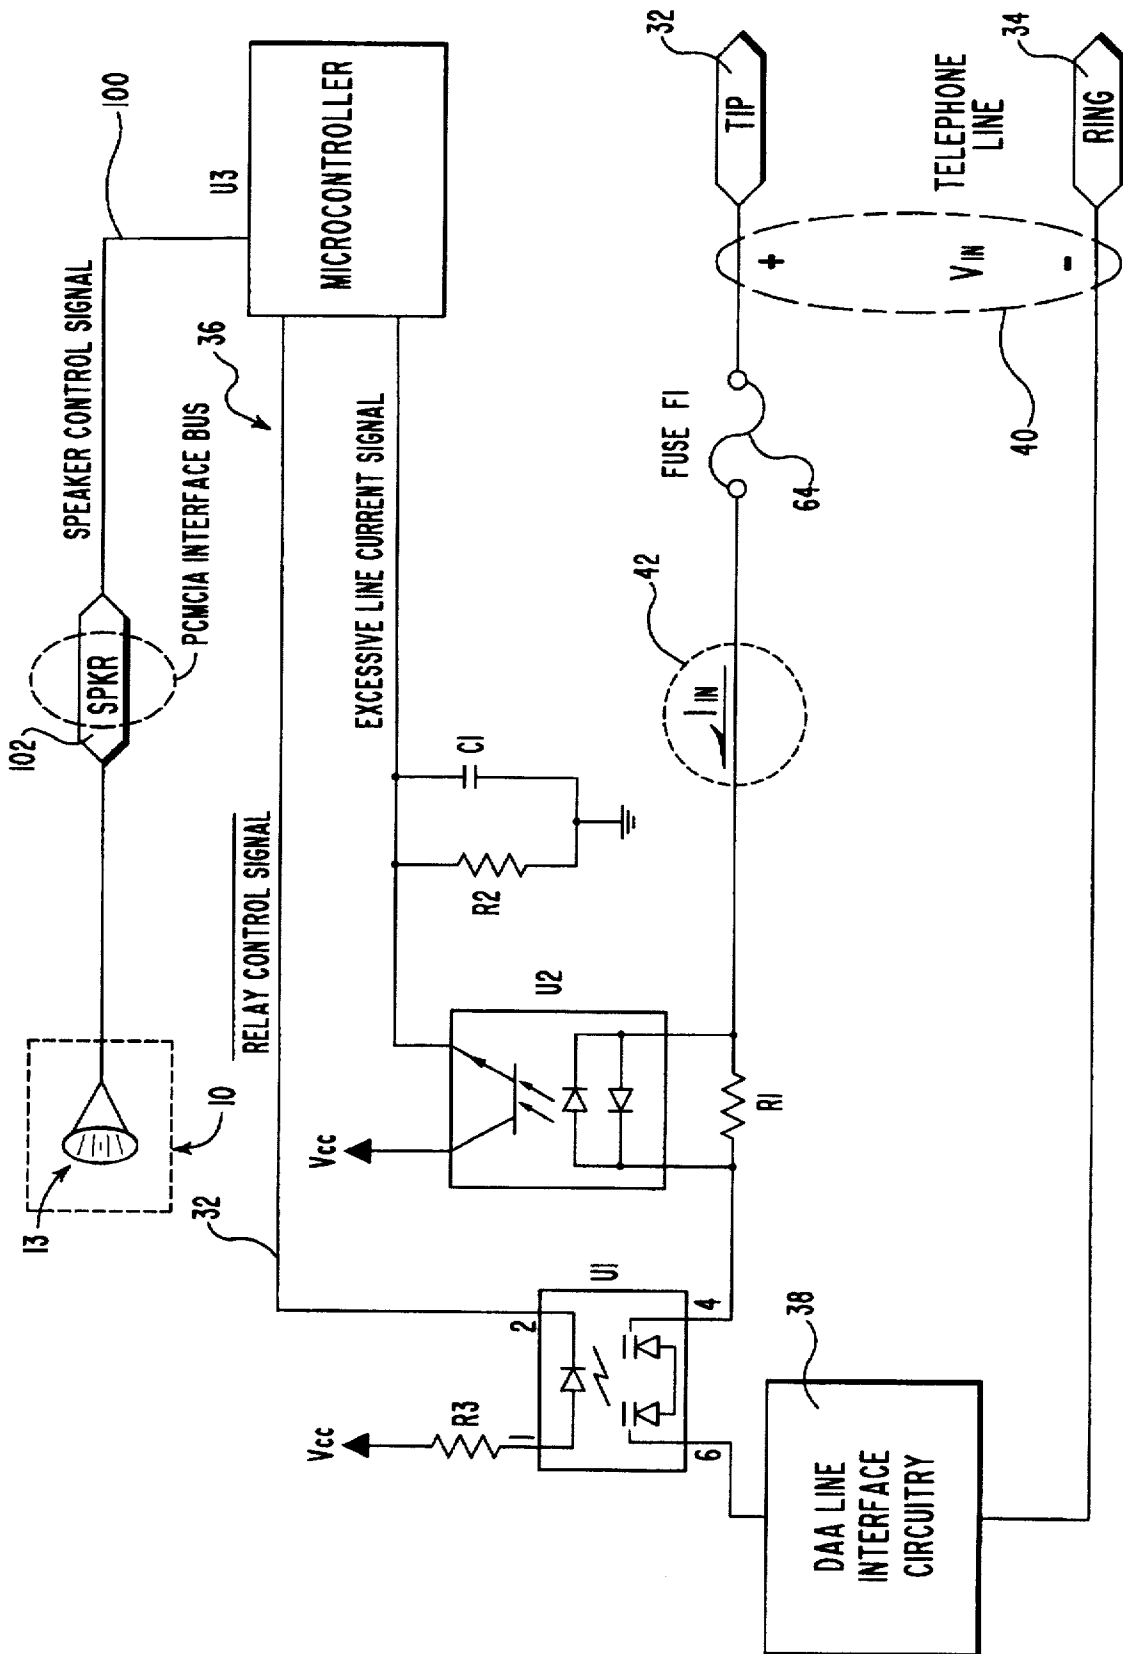 13
10
102
SPKR
PCMCIA INTERFACE BUS
SPEAKER CONTROL SIGNAL
100
U3
MICROCONTROLLER
36
32
RELAY CONTROL SIGNAL
EXCESSIVE LINE CURRENT SIGNAL
Vcc
R3
1
2
U1
6
4
Vcc
U2
R2
C1
R1
42
IIN
FUSE F1
64
32
TIP
+
VIN
-
40
TELEPHONE
LINE
34
RING
38
DAA LINE
INTERFACE
CIRCUITRY